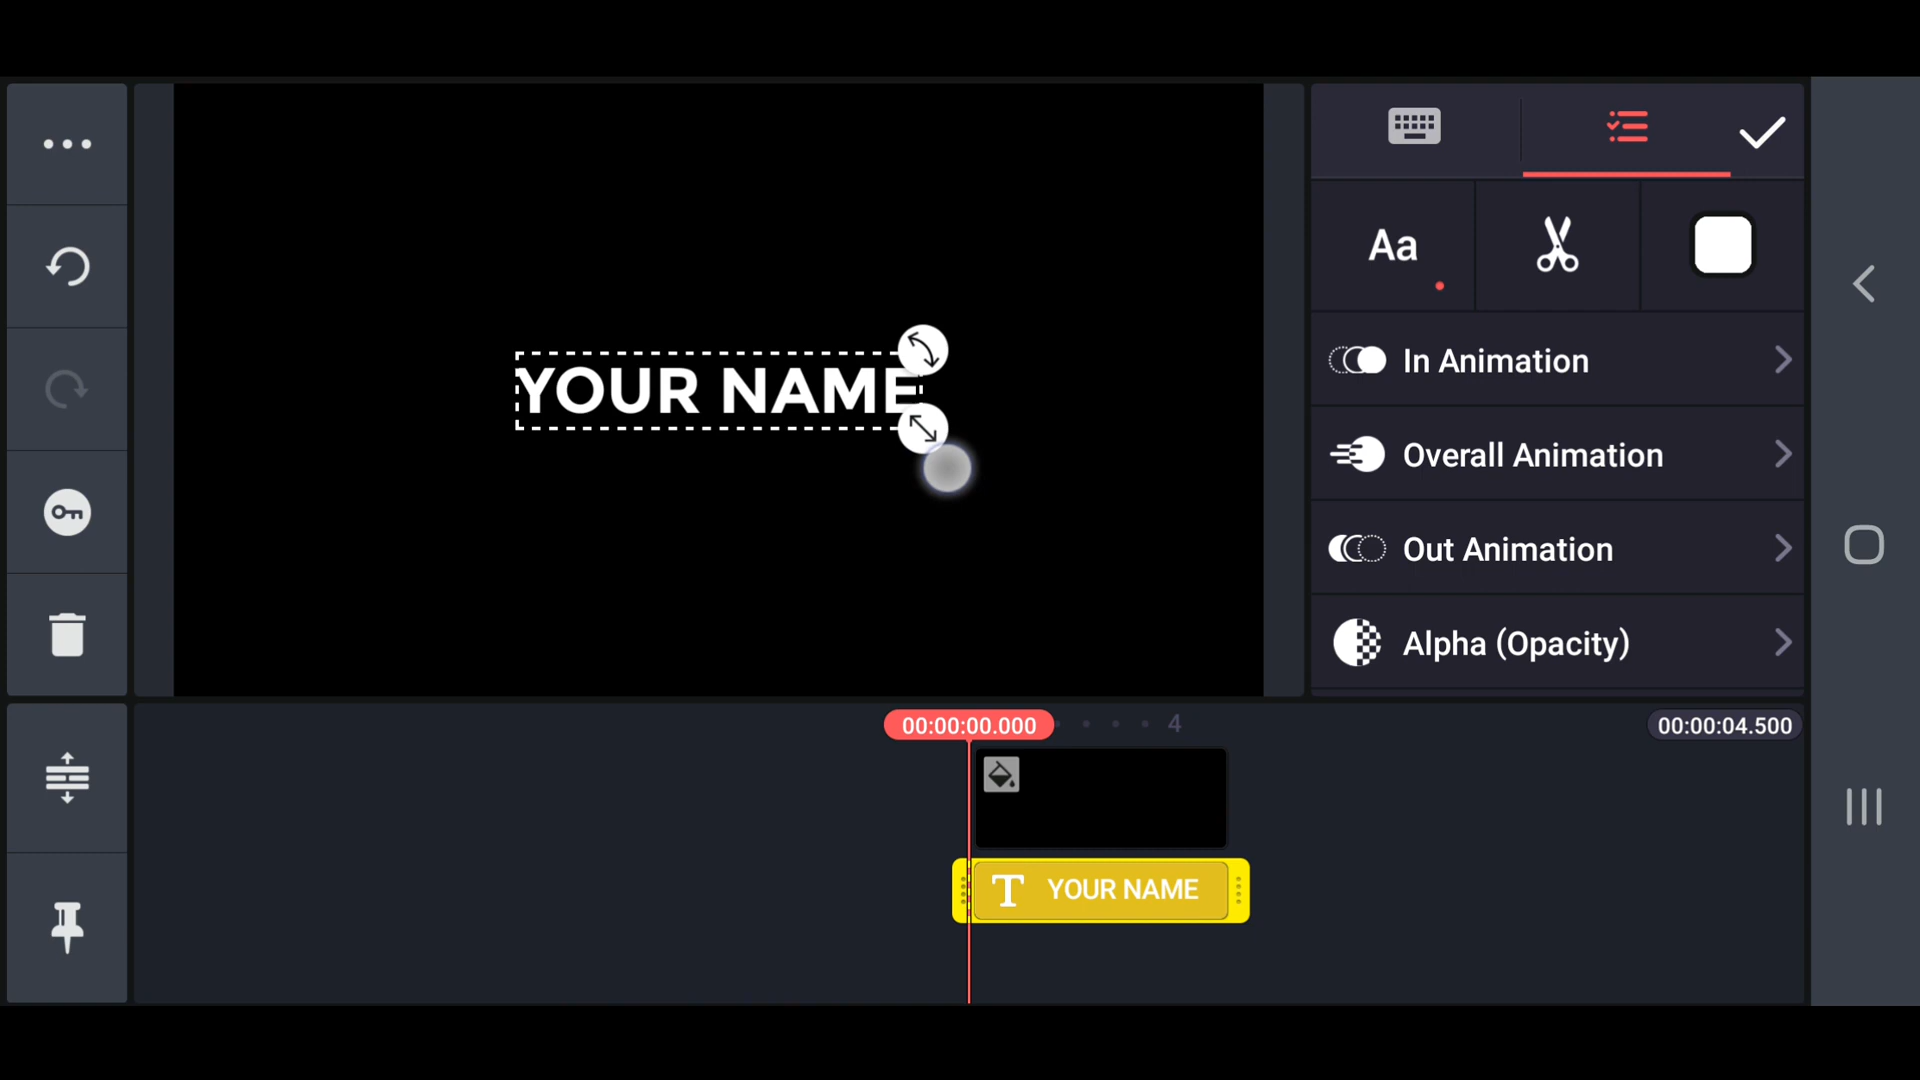 YOUR NAME
Aa
In Animation
Overall Animation
Out Animation
Alpha (Opacity)
00:00:00.000
4
00:00:04.500
T YOUR NAME